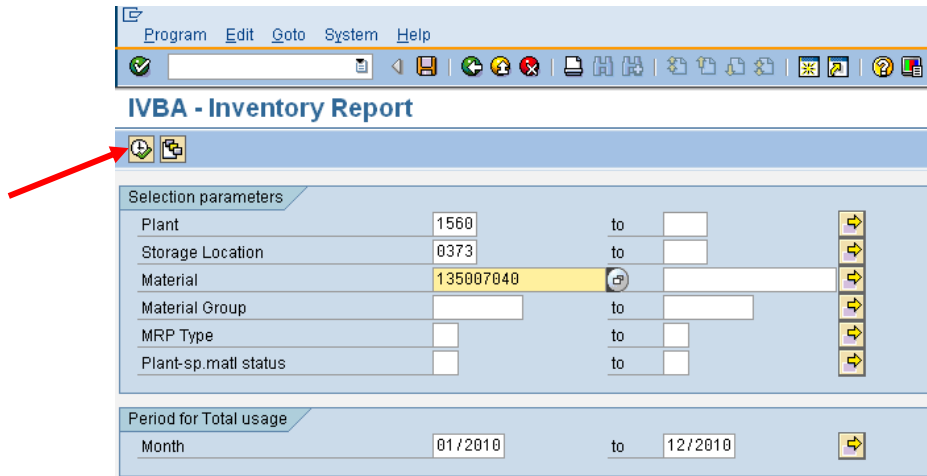 Program Edit Goto System Help
IVBA - Inventory Report
Selection parameters
Plant 1560 to
Storage Location 0373 to
Material 135007040 to
Material Group to
MRP Type to
Plant-sp.matl status to
Period for Total usage
Month 01/2010 to 12/2010